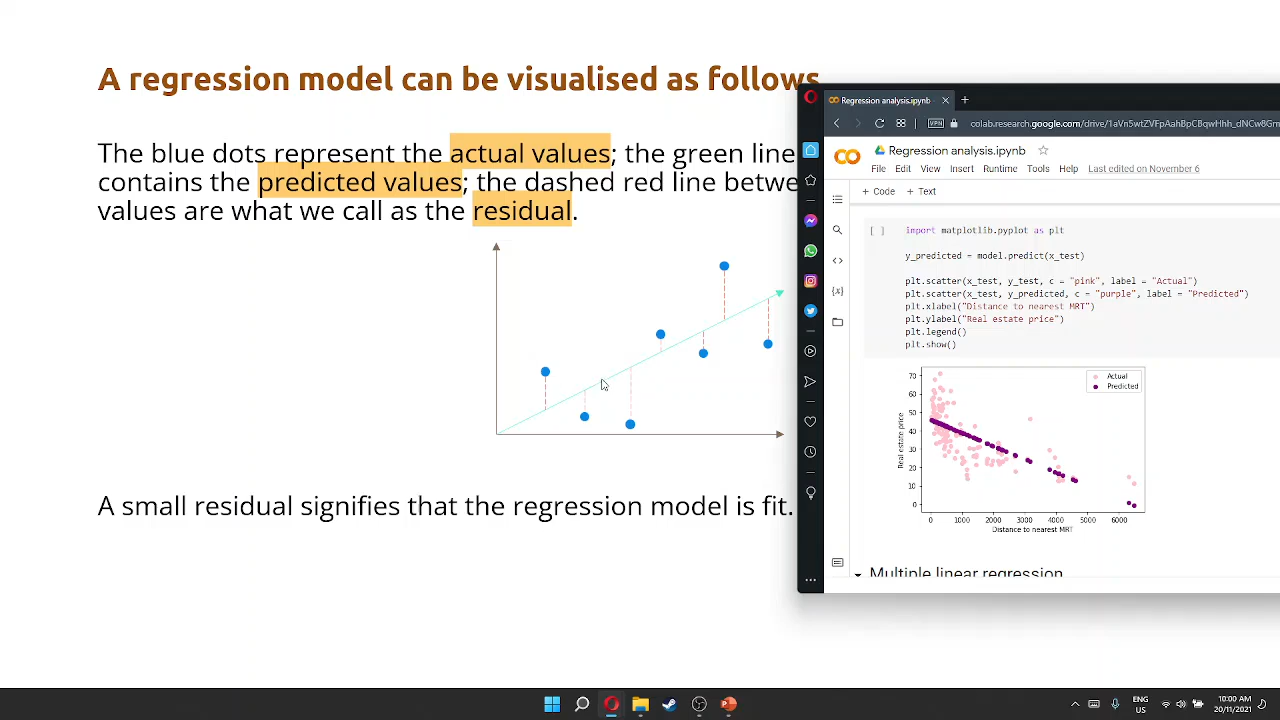 A regression model can be visualised as follows
The blue dots represent the actual values; the green line
contains the predicted values; the dashed red line betwe
values are what we call as the residual.
A small residual signifies that the regression model is fit.
Regression analysis.ipynb
VPN
colab.research.google.com/drive/1aVn5wtZVFpAahBpCBqwHhh_dNCw8Gm
Regression analysis.ipynb
File Edit View Insert Runtime Tools Help Last edited on November 6
+ Code + Text
[ ] import matplotlib.pyplot as plt
y_predicted = model.predict(x_test)
plt.scatter(x_test, y_test, c = "pink", label = "Actual")
plt.scatter(x_test, y_predicted, c = "purple", label = "Predicted")
plt.xlabel("Distance to nearest MRT")
plt.ylabel("Real estate price")
plt.legend()
plt.show()
Actual
Predicted
70
60
50
40
30
20
10
0
Real estate price
0 1000 2000 3000 4000 5000 6000
Distance to nearest MRT
Multiple linear regression
ENG
US
10:00 AM
20/11/2021